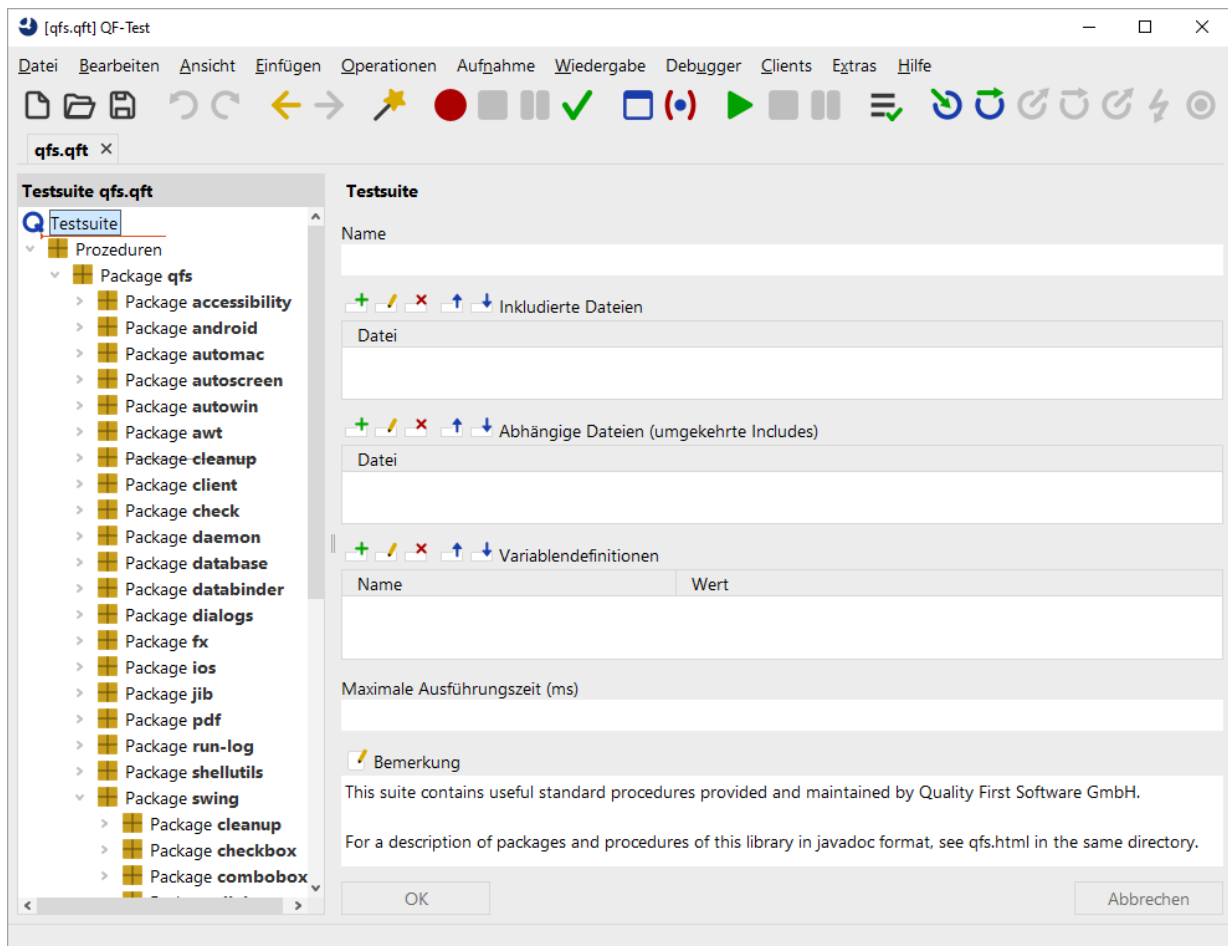 [qfs.qft] QF-Test
Datei Bearbeiten Ansicht Einfügen Operationen Aufnahme Wiedergabe Debugger Clients Extras Hilfe
qfs.qft
Testsuite qfs.qft
Testsuite
Prozeduren
Package qfs
Package accessibility
Package android
Package automac
Package autoscreen
Package autowin
Package awt
Package cleanup
Package client
Package check
Package daemon
Package database
Package databinder
Package dialogs
Package fx
Package ios
Package jib
Package pdf
Package run-log
Package shellutils
Package swing
Package cleanup
Package checkbox
Package combobox
Testsuite
Name
Inkludierte Dateien
Datei
Abhängige Dateien (umgekehrte Includes)
Datei
Variablendefinitionen
Name Wert
Maximale Ausführungszeit (ms)
Bemerkung
This suite contains useful standard procedures provided and maintained by Quality First Software GmbH.
For a description of packages and procedures of this library in javadoc format, see qfs.html in the same directory.
OK Abbrechen